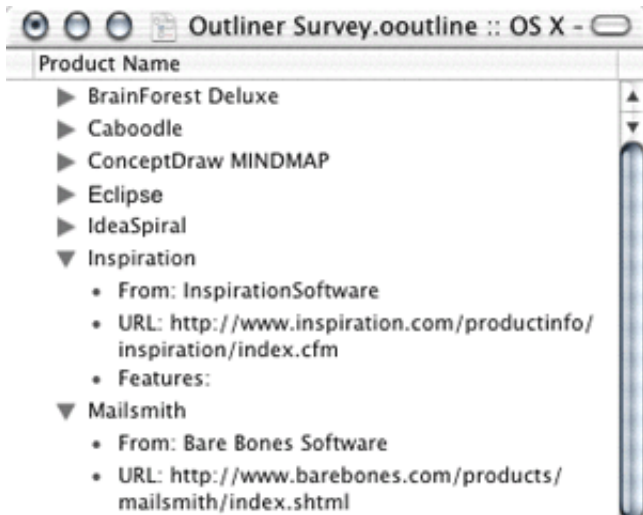 Outliner Survey.ooutline :: OS X -
Product Name
BrainForest Deluxe
Caboodle
ConceptDraw MINDMAP
Eclipse
IdeaSpiral
Inspiration
• From: InspirationSoftware
• URL: http://www.inspiration.com/productinfo/
inspiration/index.cfm
• Features:
Mailsmith
• From: Bare Bones Software
• URL: http://www.barebones.com/products/
mailsmith/index.shtml